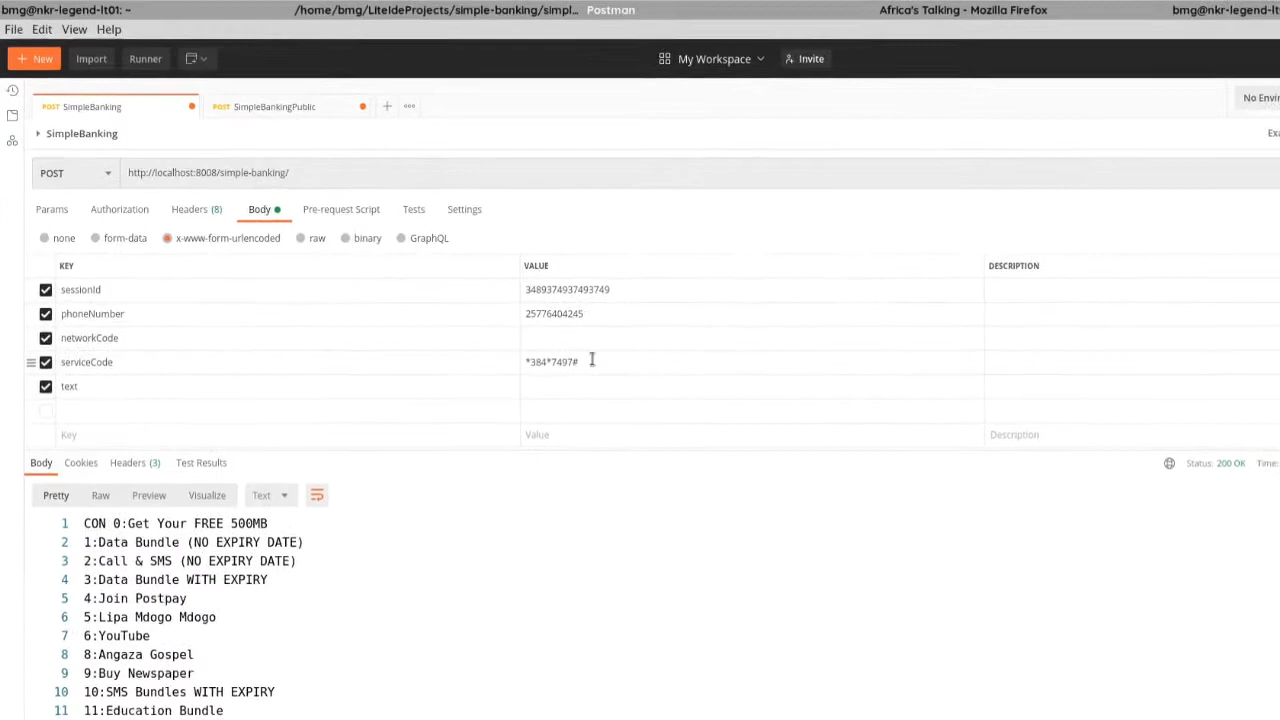 bmg@nkr-legend-lt01: ~ /home/bmg/LiteIdeProjects/simple-banking/simpl... Postman Africa's Talking - Mozilla Firefox bmg@nkr-legend-lt
File Edit View Help
+ New Import Runner My Workspace Invite
POST SimpleBanking POST SimpleBankingPublic + ••• No Envir
SimpleBanking Exa
POST http://localhost:8008/simple-banking/
Params Authorization Headers (8) Body Pre-request Script Tests Settings
none form-data x-www-form-urlencoded raw binary GraphQL
KEY VALUE DESCRIPTION
sessionId 3489374937493749
phoneNumber 25776404245
networkCode
serviceCode *384*7497#
text
Key Value Description
Body Cookies Headers (3) Test Results Status: 200 OK Time:
Pretty Raw Preview Visualize Text
1 CON 0:Get Your FREE 500MB
2 1:Data Bundle (NO EXPIRY DATE)
3 2:Call & SMS (NO EXPIRY DATE)
4 3:Data Bundle WITH EXPIRY
5 4:Join Postpay
6 5:Lipa Mdogo Mdogo
7 6:YouTube
8 8:Angaza Gospel
9 9:Buy Newspaper
10 10:SMS Bundles WITH EXPIRY
11 11:Education Bundle